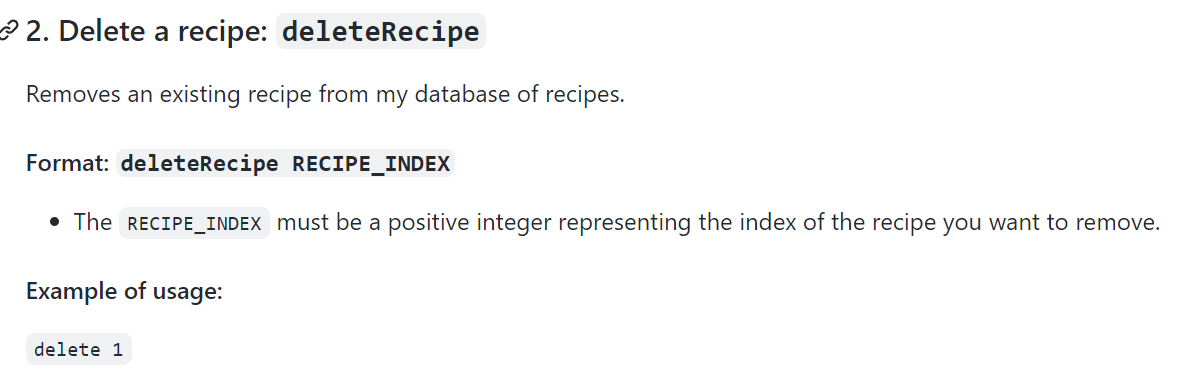 2. Delete a recipe: deleteRecipe
Removes an existing recipe from my database of recipes.
Format: deleteRecipe RECIPE_INDEX
• The RECIPE_INDEX must be a positive integer representing the index of the recipe you want to remove.
Example of usage:
delete 1